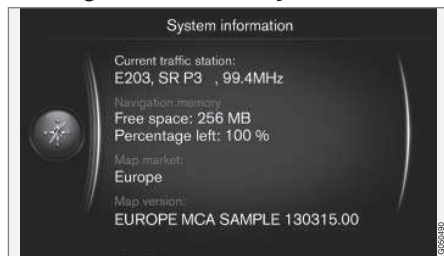 System information
Current traffic station:
E203, SR P3 , 99.4MHz
Navigation memory
Free space: 256 MB
Percentage left: 100 %
Map market:
Europe
Map version:
EUROPE MCA SAMPLE 130315.00
G050490